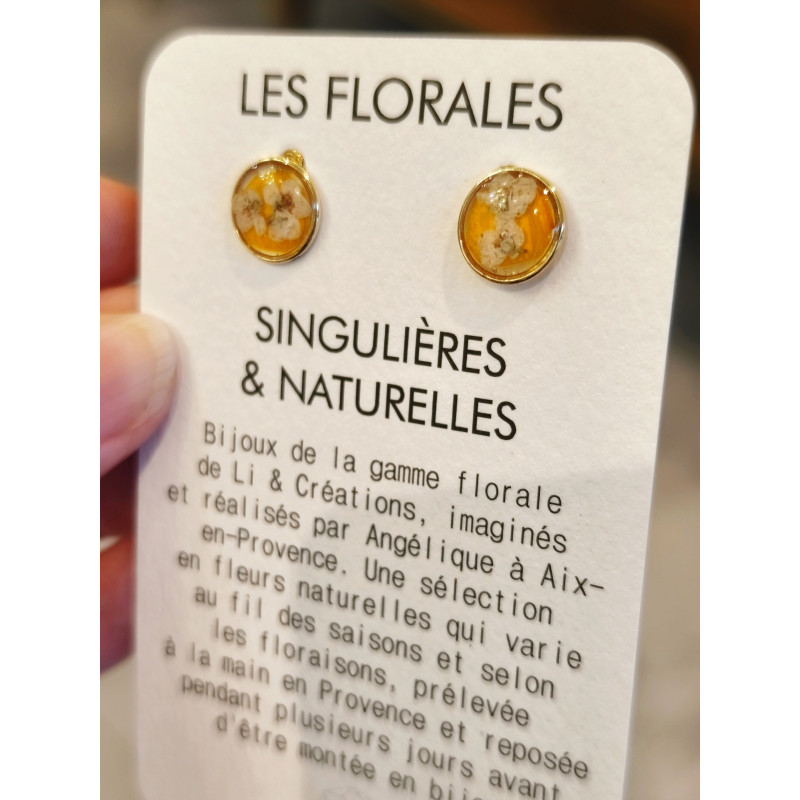 LES FLORALES
SINGULIÈRES
& NATURELLES
Bijoux de la gamme florale
de Li & Créations, imaginés
et réalisés par Angélique à Aix-
en-Provence. Une sélection
en fleurs naturelles qui varie
au fil des saisons et selon
les floraisons, prélevée
à la main en Provence et reposée
pendant plusieurs jours avant
d'être montée en